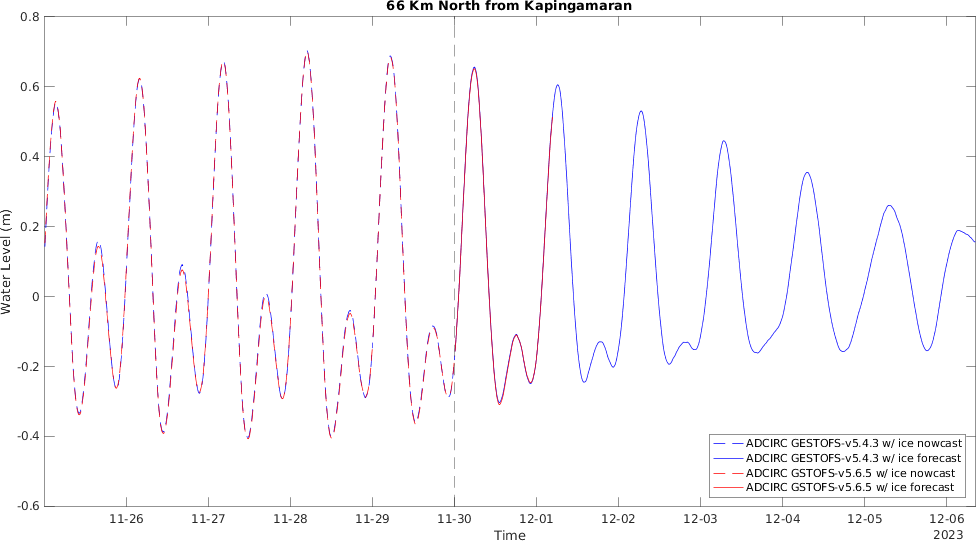 66 Km North from Kapingamaran
Water Level (m)
0.8
0.6
0.4
0.2
0
-0.2
-0.4
-0.6
ADCIRC GESTOFS-v5.4.3 w/ ice nowcast
ADCIRC GESTOFS-v5.4.3 w/ ice forecast
ADCIRC GSTOFS-v5.6.5 w/ ice nowcast
ADCIRC GSTOFS-v5.6.5 w/ ice forecast
11-26 11-27 11-28 11-29 11-30 12-01 12-02 12-03 12-04 12-05 12-06
Time
2023